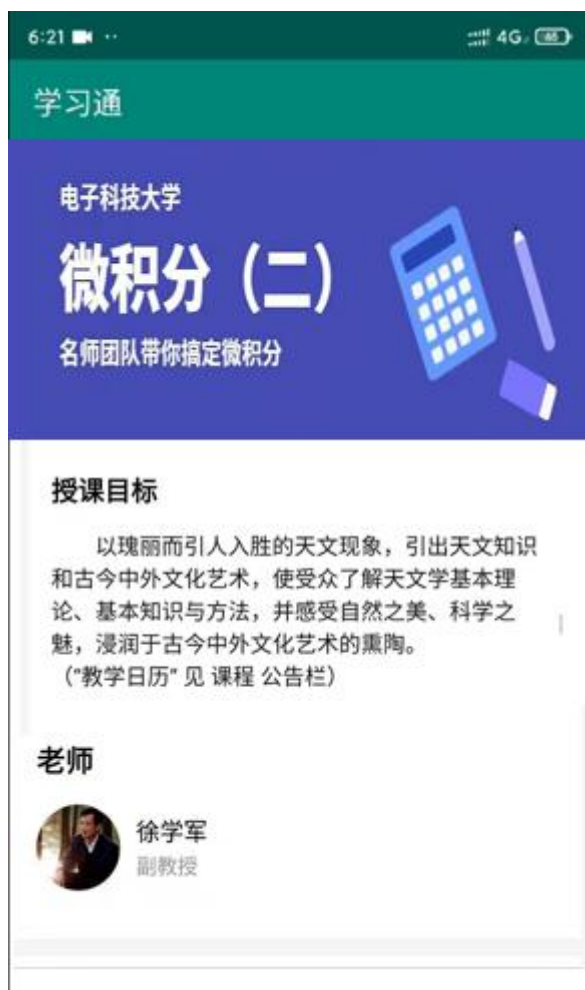 6:21
4G
46
学习通
电子科技大学
微积分（二）
名师团队带你搞定微积分
授课目标
以瑰丽而引人入胜的天文现象，引出天文知识
和古今中外文化艺术，使受众了解天文学基本理
论、基本知识与方法，并感受自然之美、科学之
魅，浸润于古今中外文化艺术的熏陶。
（"教学日历" 见 课程 公告栏）
老师
徐学军
副教授